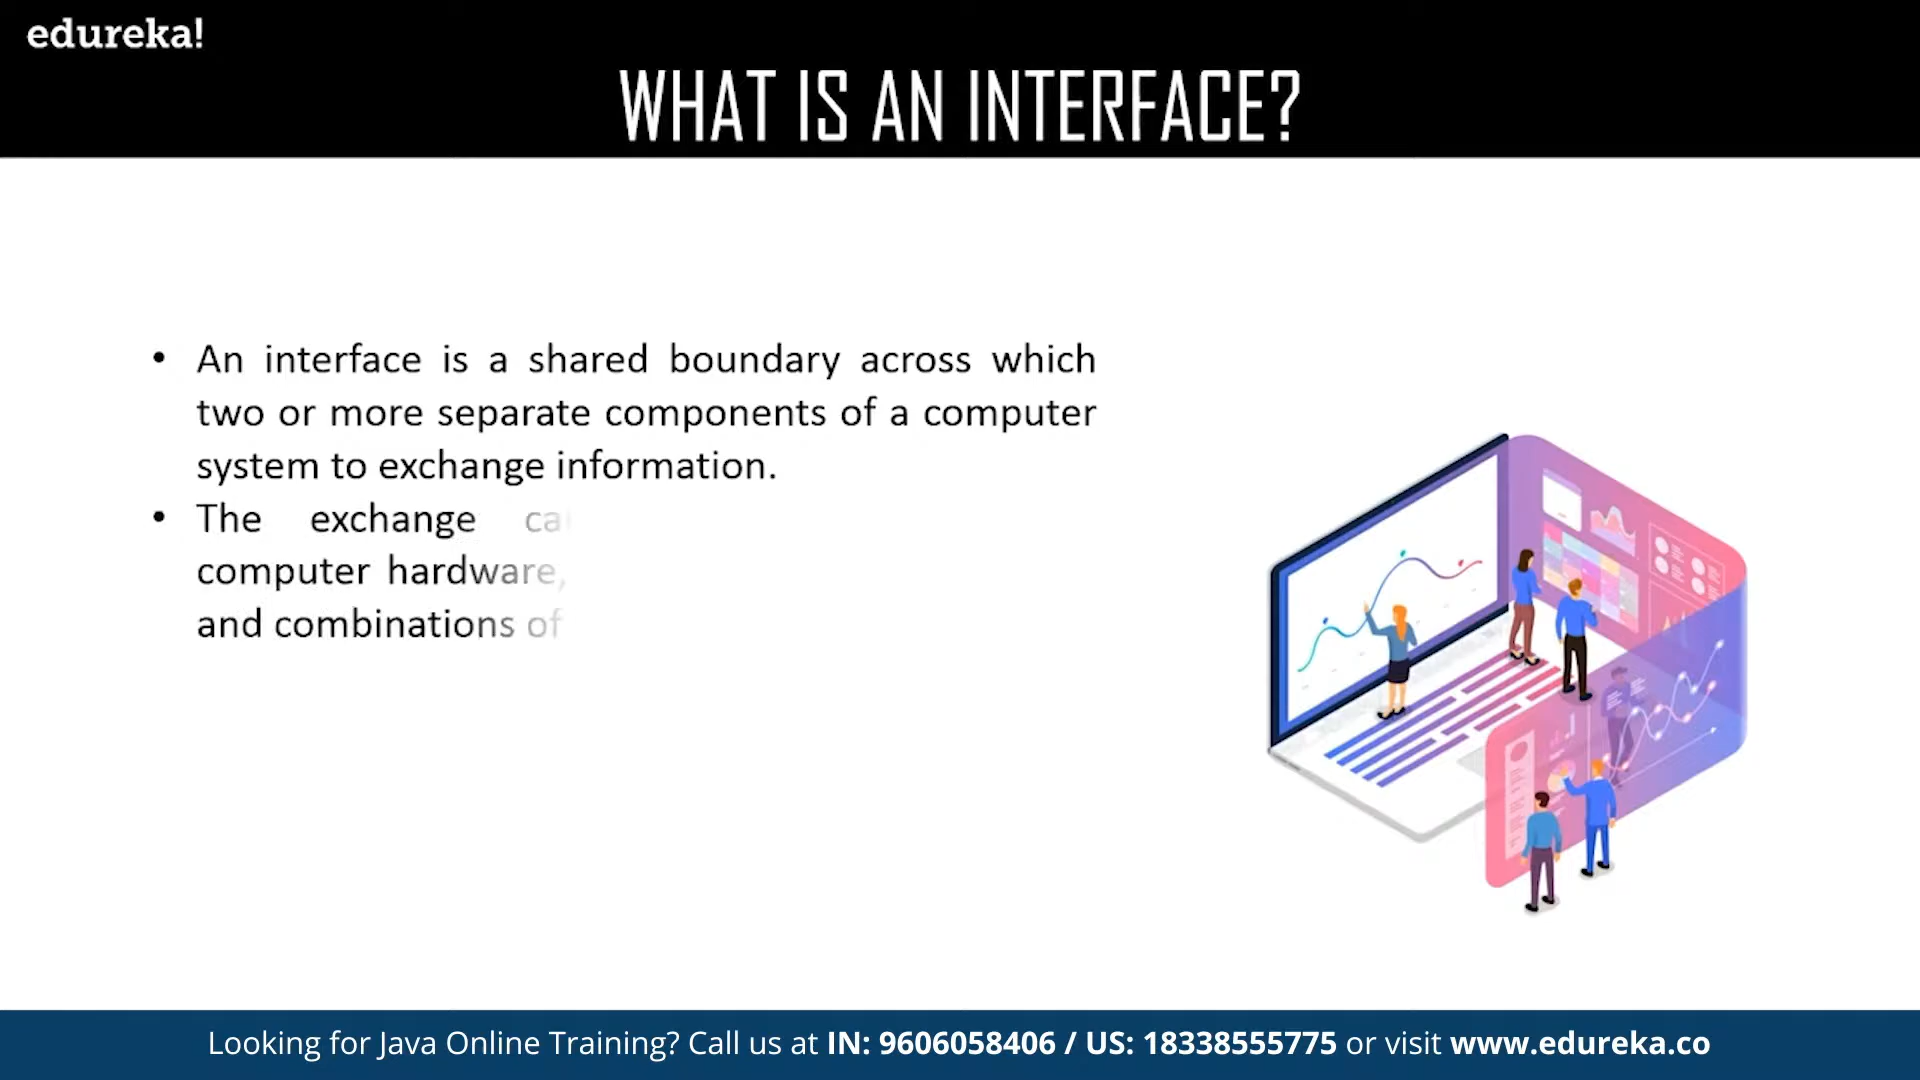 edureka!
WHAT IS AN INTERFACE?
• An interface is a shared boundary across which
two or more separate components of a computer
system to exchange information.
• The exchange
computer hardware,
and combinations of
Looking for Java Online Training? Call us at IN: 9606058406 / US: 18338555775 or visit www.edureka.co